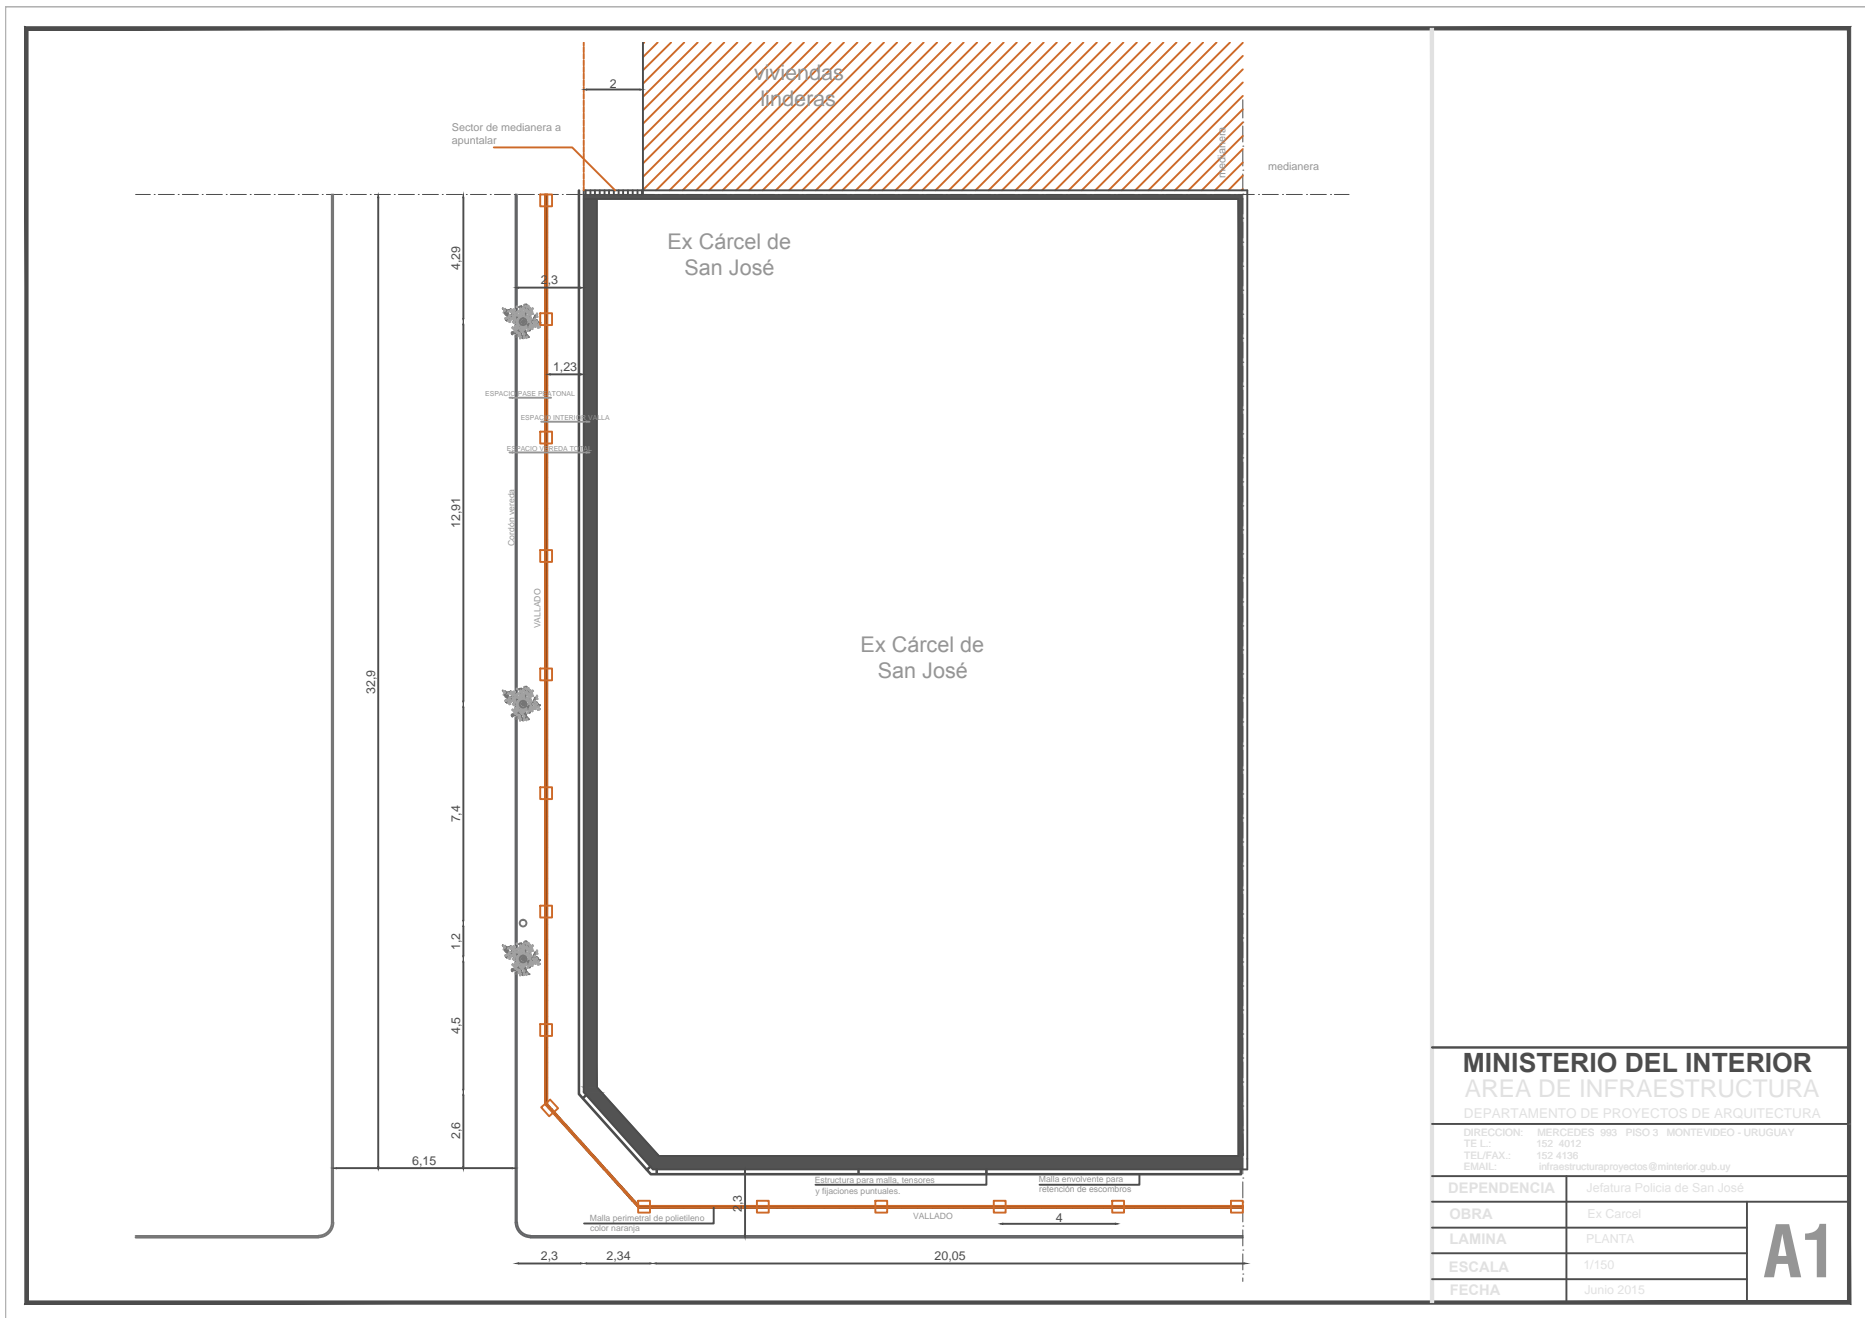 viviendas
linderas
2
Sector de medianera a
apuntalar
medianera
medianera
Ex Cárcel de
San José
4,29
2,3
1,23
ESPACIO PASE PEATONAL
ESPACIO INTERIOR VALLA
ESPACIO VEREDA TOTAL
Cordón vereda
12,91
VALLADO
32,9
Ex Cárcel de
San José
7,4
1,2
4,5
2,6
6,15
Estructura para malla, tensores
y fijaciones puntuales.
Malla envolvente para
retención de escombros
2,3
Malla perimetral de polietileno
color naranja
VALLADO
4
2,3
2,34
20,05
MINISTERIO DEL INTERIOR
AREA DE INFRAESTRUCTURA
DEPARTAMENTO DE PROYECTOS DE ARQUITECTURA
DIRECCION: MERCEDES 993 PISO 3 MONTEVIDEO - URUGUAY
TE L.: 152 4012
TEL/FAX.: 152 4136
EMAIL: infraestructuraproyectos@minterior.gub.uy
DEPENDENCIA Jefatura Policia de San José
OBRA Ex Carcel
LAMINA PLANTA
ESCALA 1/150
FECHA Junio 2015
A1